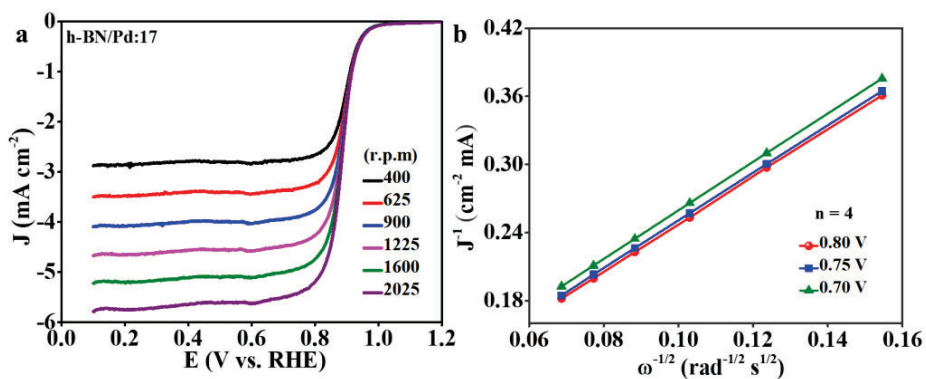 a
h-BN/Pd:17
J (mA cm-2)
0
-1
-2
-3
-4
-5
-6
(r.p.m)
400
625
900
1225
1600
2025
0.0 0.2 0.4 0.6 0.8 1.0 1.2
E (V vs. RHE)
b
J-1 (cm-2 mA)
0.42
0.36
0.30
0.24
0.18
n = 4
0.80 V
0.75 V
0.70 V
0.06 0.08 0.10 0.12 0.14 0.16
ω-1/2 (rad-1/2 s1/2)